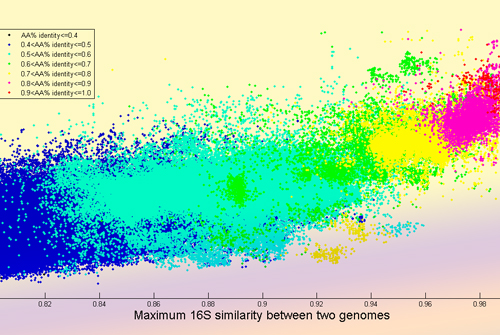 AA% identity<=0.4
0.4<AA% identity<=0.5
0.5<AA% identity<=0.6
0.6<AA% identity<=0.7
0.7<AA% identity<=0.8
0.8<AA% identity<=0.9
0.9<AA% identity<=1.0
0.82 0.84 0.86 0.88 0.9 0.92 0.94 0.96 0.98
Maximum 16S similarity between two genomes